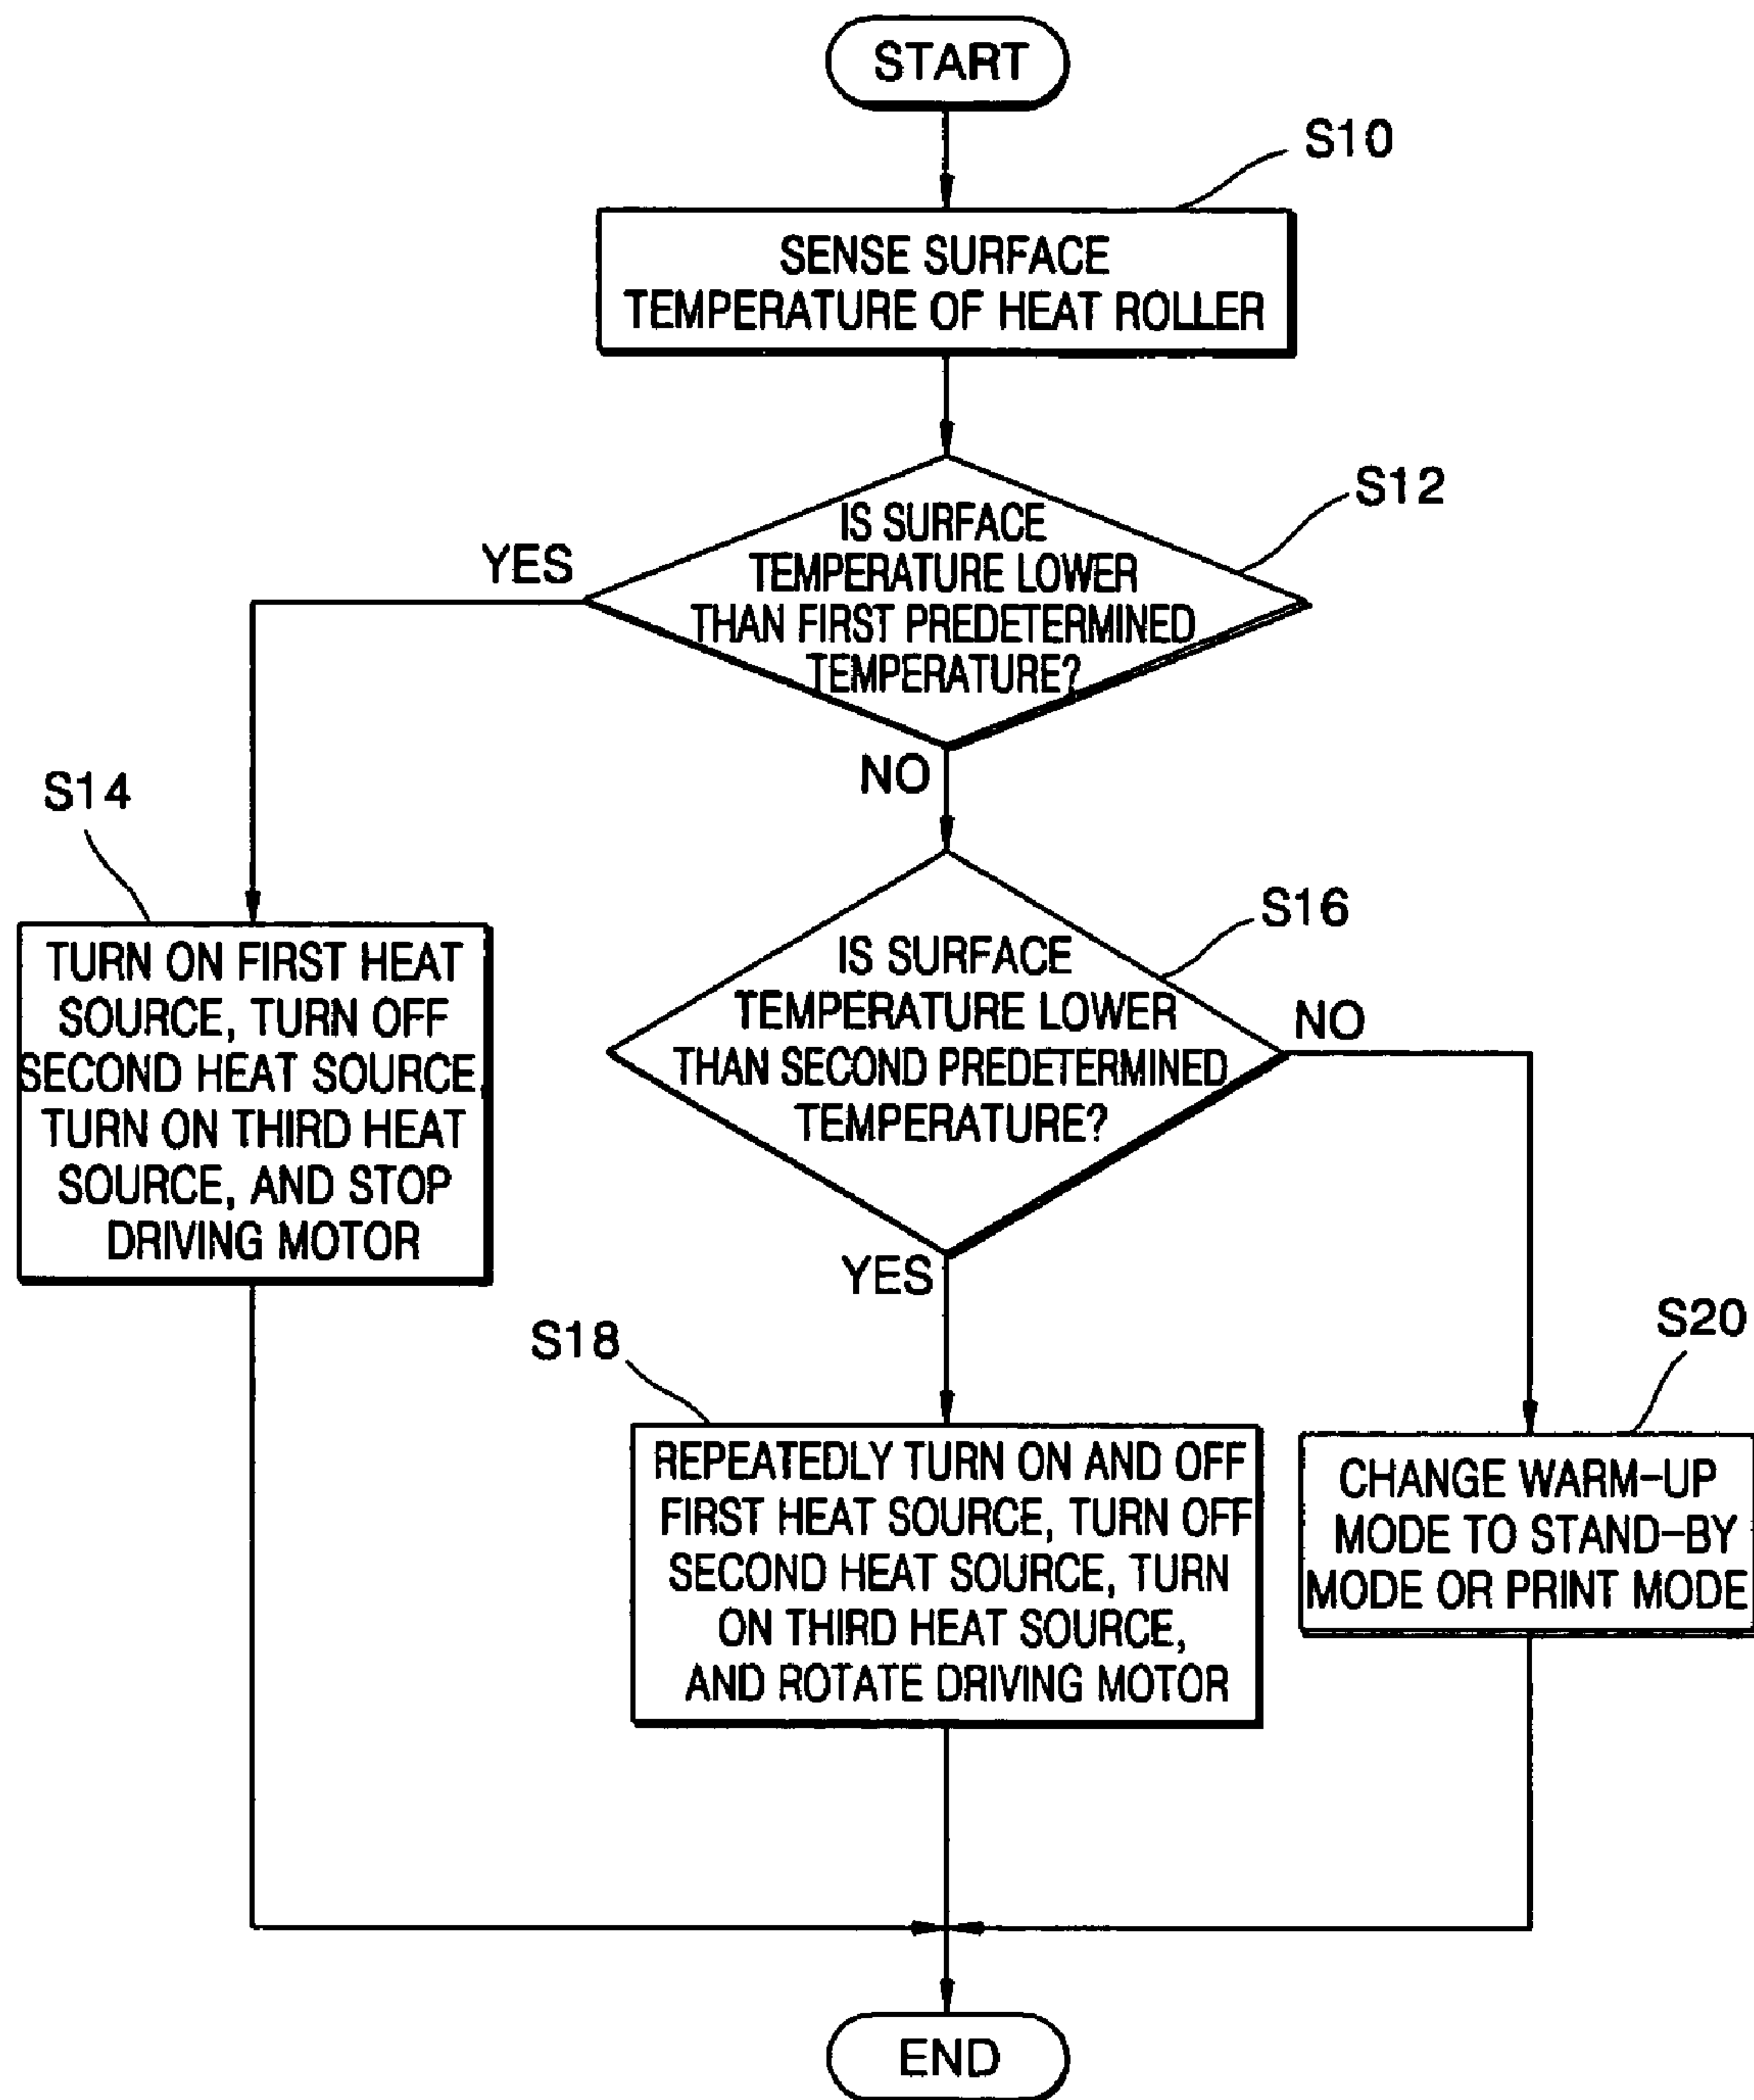 START
S10
SENSE SURFACE
TEMPERATURE OF HEAT ROLLER
S12
IS SURFACE
TEMPERATURE LOWER
THAN FIRST PREDETERMINED
TEMPERATURE?
YES
NO
S14
TURN ON FIRST HEAT
SOURCE, TURN OFF
SECOND HEAT SOURCE,
TURN ON THIRD HEAT
SOURCE, AND STOP
DRIVING MOTOR
S16
IS SURFACE
TEMPERATURE LOWER
THAN SECOND PREDETERMINED
TEMPERATURE?
NO
YES
S18
REPEATEDLY TURN ON AND OFF
FIRST HEAT SOURCE, TURN OFF
SECOND HEAT SOURCE, TURN
ON THIRD HEAT SOURCE,
AND ROTATE DRIVING MOTOR
S20
CHANGE WARM-UP
MODE TO STAND-BY
MODE OR PRINT MODE
END